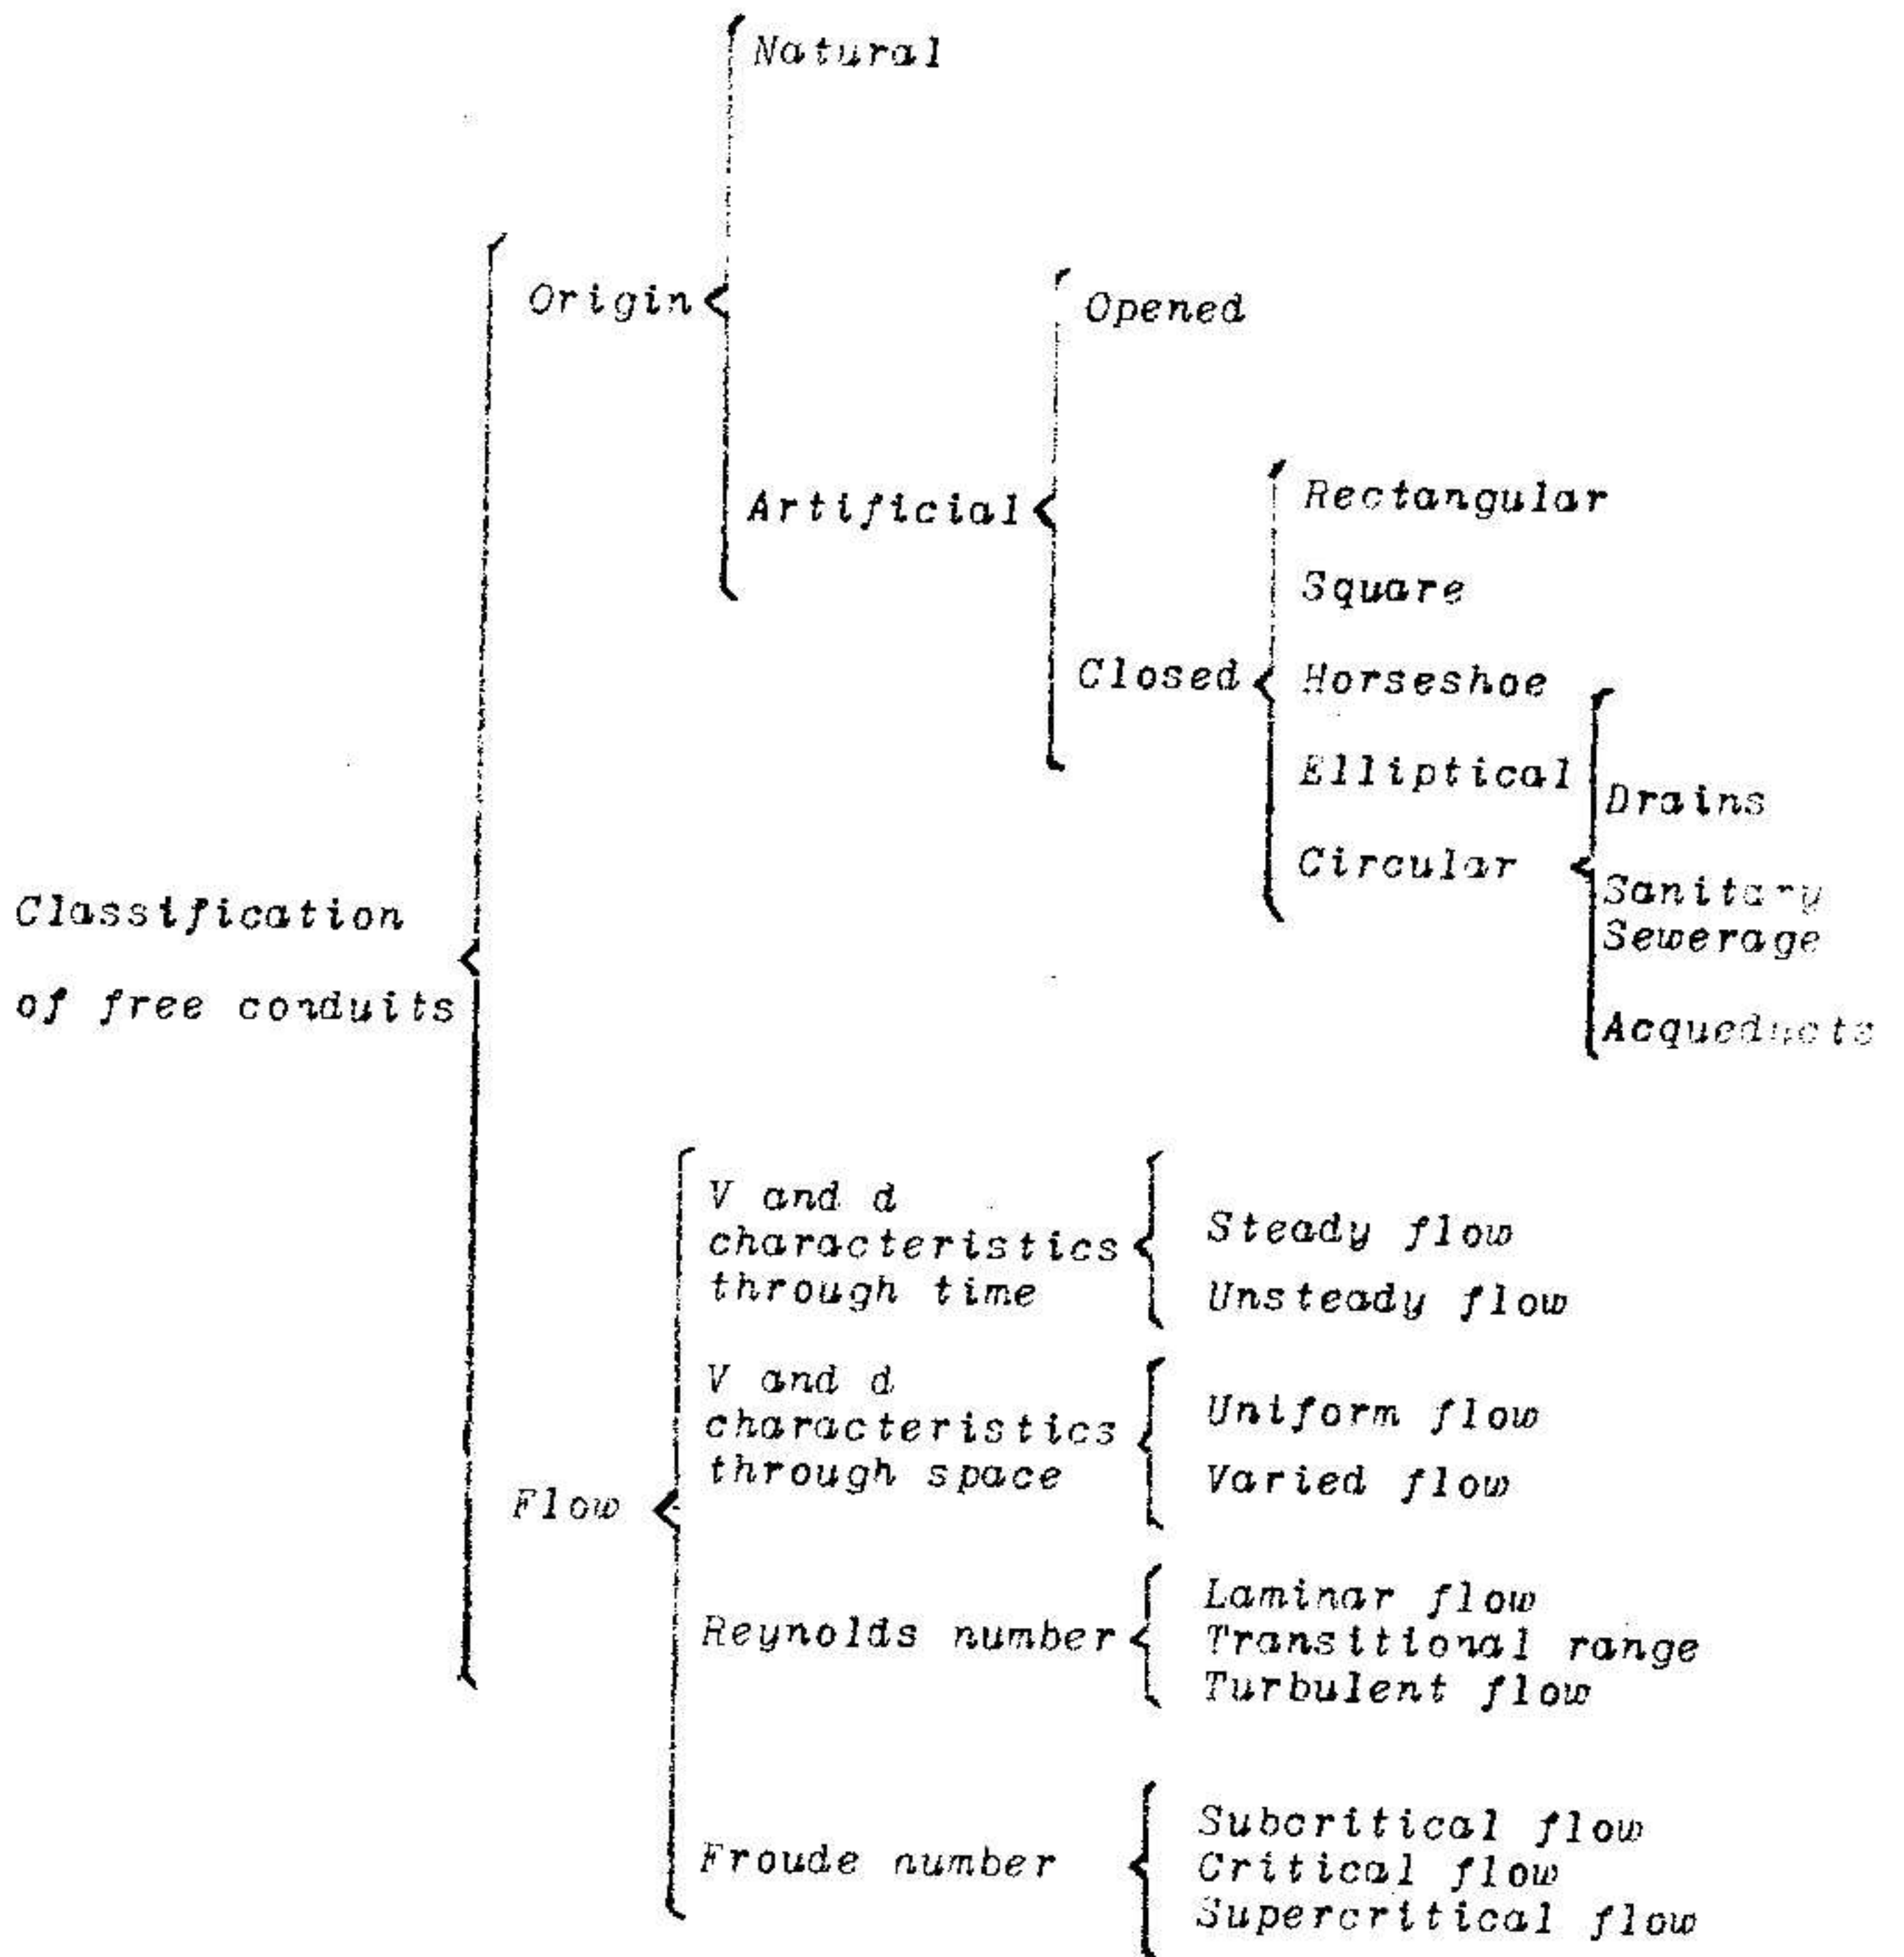 Natural
Origin
Opened
Artificial
Rectangular
Square
Closed
Horseshoe
Elliptical
Circular
Drains
Sanitary
Sewerage
Acqueducts
Classification
of free conduits
Flow
V and d
characteristics
through time
Steady flow
Unsteady flow
V and d
characteristics
through space
Uniform flow
Varied flow
Reynolds number
Laminar flow
Transitional range
Turbulent flow
Froude number
Subcritical flow
Critical flow
Supercritical flow